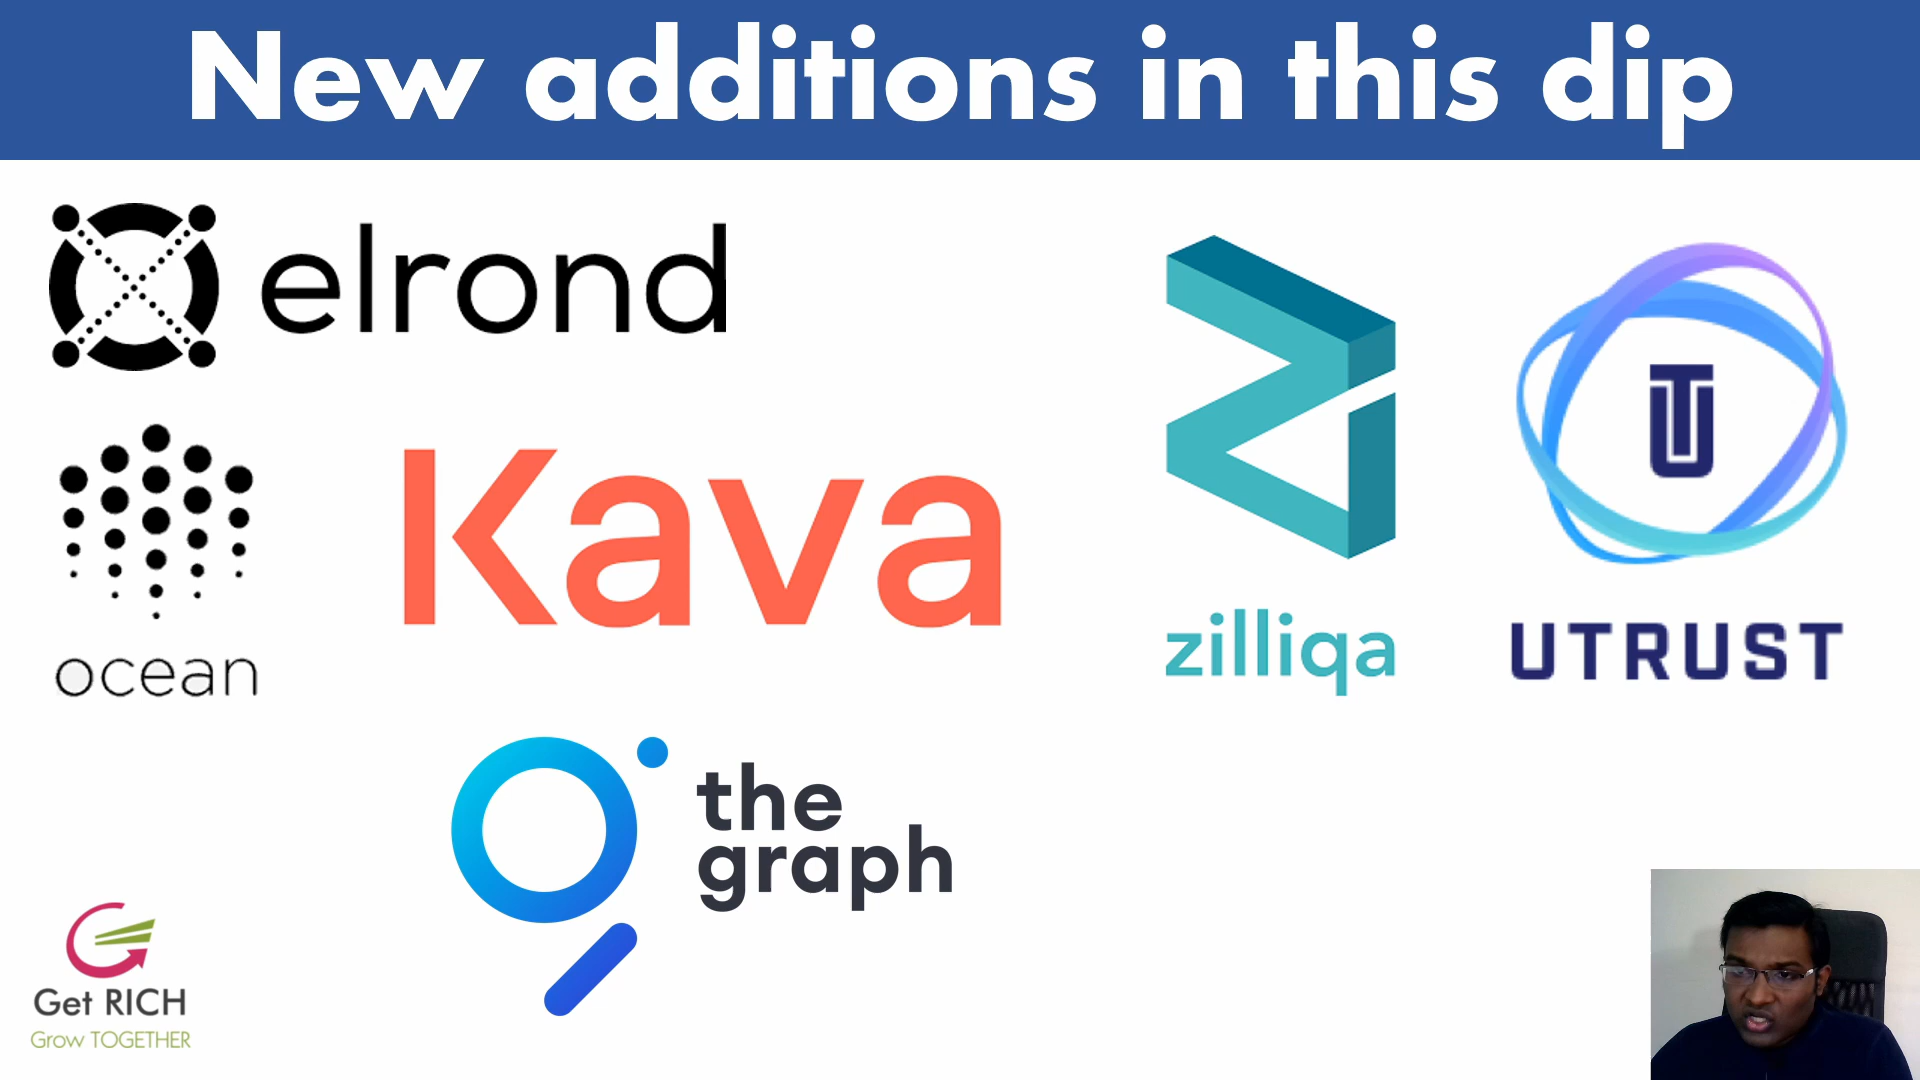 New additions in this dip
elrond
ocean
Kava
zilliqa
UTRUST
the
graph
Get RICH
Grow TOGETHER